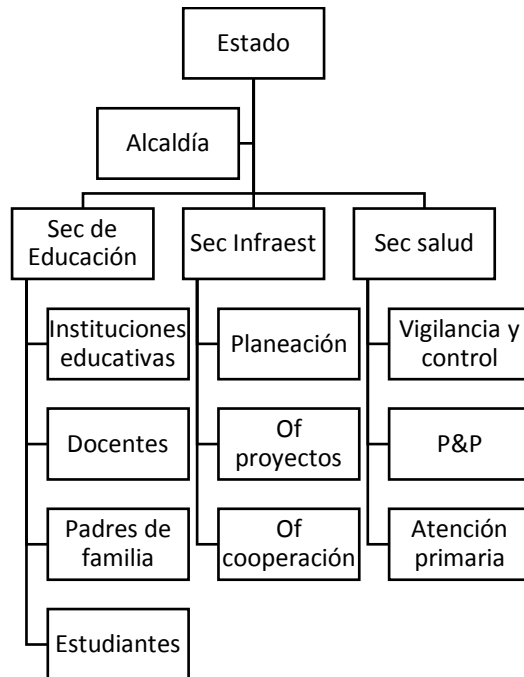 Estado
Alcaldía
Sec de
Educación
Sec Infraest
Sec salud
Instituciones
educativas
Planeación
Vigilancia y
control
Docentes
Of
proyectos
P&P
Padres de
familia
Of
cooperación
Atención
primaria
Estudiantes